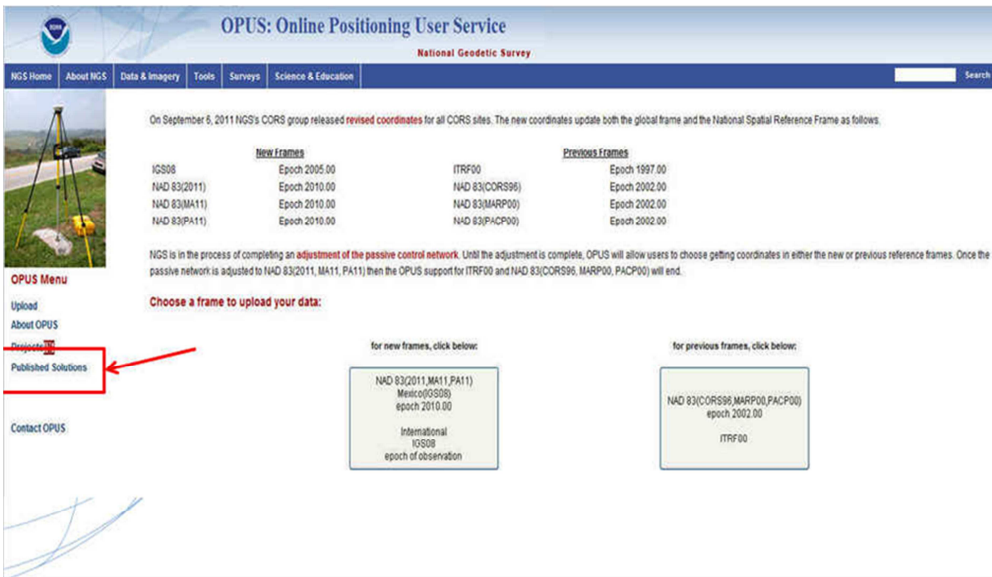 OPUS: Online Positioning User Service
National Geodetic Survey
NGS Home About NGS Data & Imagery Tools Surveys Science & Education Search
On September 6, 2011 NGS's CORS group released revised coordinates for all CORS sites. The new coordinates update both the global frame and the National Spatial Reference Frame as follows.
New Frames Previous Frames
IGS08 Epoch 2005.00 ITRF00 Epoch 1997.00
NAD 83(2011) Epoch 2010.00 NAD 83(CORS96) Epoch 2002.00
NAD 83(MA11) Epoch 2010.00 NAD 83(MARP00) Epoch 2002.00
NAD 83(PA11) Epoch 2010.00 NAD 83(PACP00) Epoch 2002.00
NGS is in the process of completing an adjustment of the passive control network. Until the adjustment is complete, OPUS will allow users to choose getting coordinates in either the new or previous reference frames. Once the
passive network is adjusted to NAD 83(2011, MA11, PA11) then the OPUS support for ITRF00 and NAD 83(CORS96, MARP00, PACP00) will end.
OPUS Menu
Upload
About OPUS
Projects
Published Solutions
Contact OPUS
Choose a frame to upload your data:
for new frames, click below:
NAD 83(2011,MA11,PA11)
Mexico(IGS08)
epoch 2010.00
International
IGS08
epoch of observation
for previous frames, click below:
NAD 83(CORS96,MARP00,PACP00)
epoch 2002.00
ITRF00